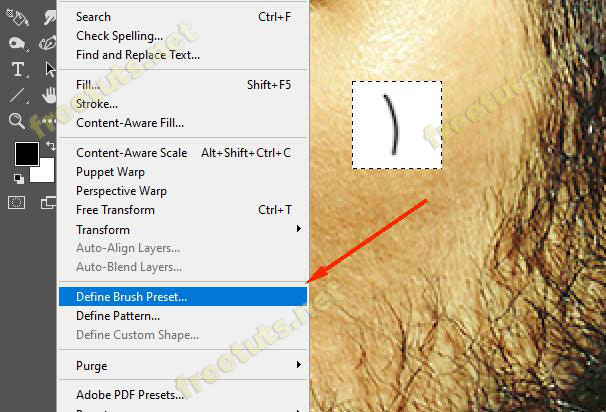 Search Ctrl+F
Check Spelling...
Find and Replace Text...
Fill... Shift+F5
Stroke...
Content-Aware Fill...
Content-Aware Scale Alt+Shift+Ctrl+C
Puppet Warp
Perspective Warp
Free Transform Ctrl+T
Transform
Auto-Align Layers...
Auto-Blend Layers...
Define Brush Preset...
Define Pattern...
Define Custom Shape...
Purge
Adobe PDF Presets...
freetuts.net
freetuts.net
freetuts.net